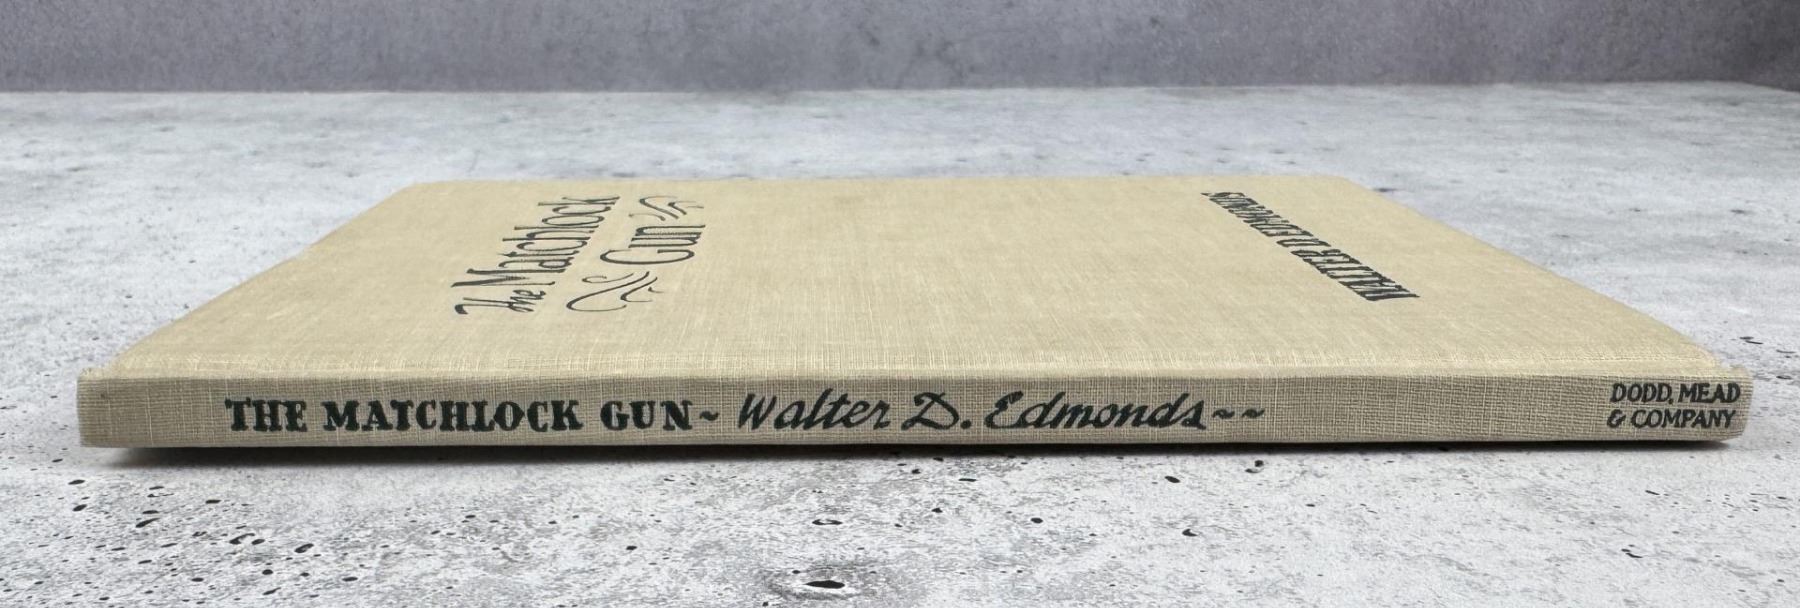 The Matchlock
Gun
WALTER D. EDMONDS
THE MATCHLOCK GUN~ Walter D. Edmonds~~
DODD, MEAD
& COMPANY